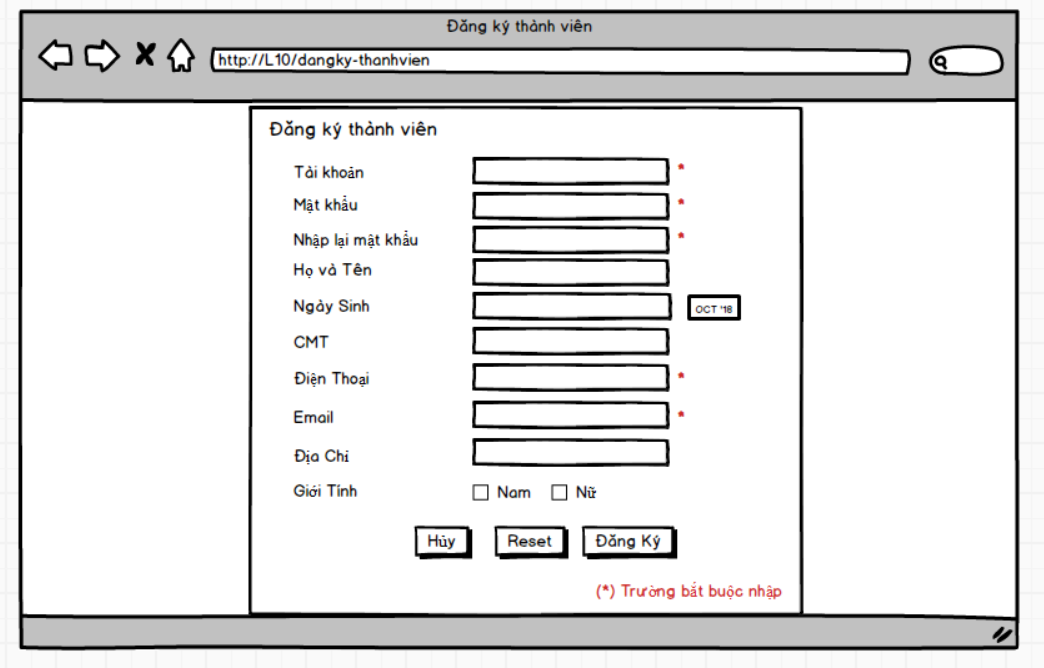 Đăng ký thành viên
http://L10/dangky-thanhvien
Đăng ký thành viên
Tài khoản *
Mật khẩu *
Nhập lại mật khẩu *
Họ và Tên
Ngày Sinh OCT '18
CMT
Điện Thoại *
Email *
Địa Chỉ
Giới Tính Nam Nữ
Hủy Reset Đăng Ký
(*) Trường bắt buộc nhập